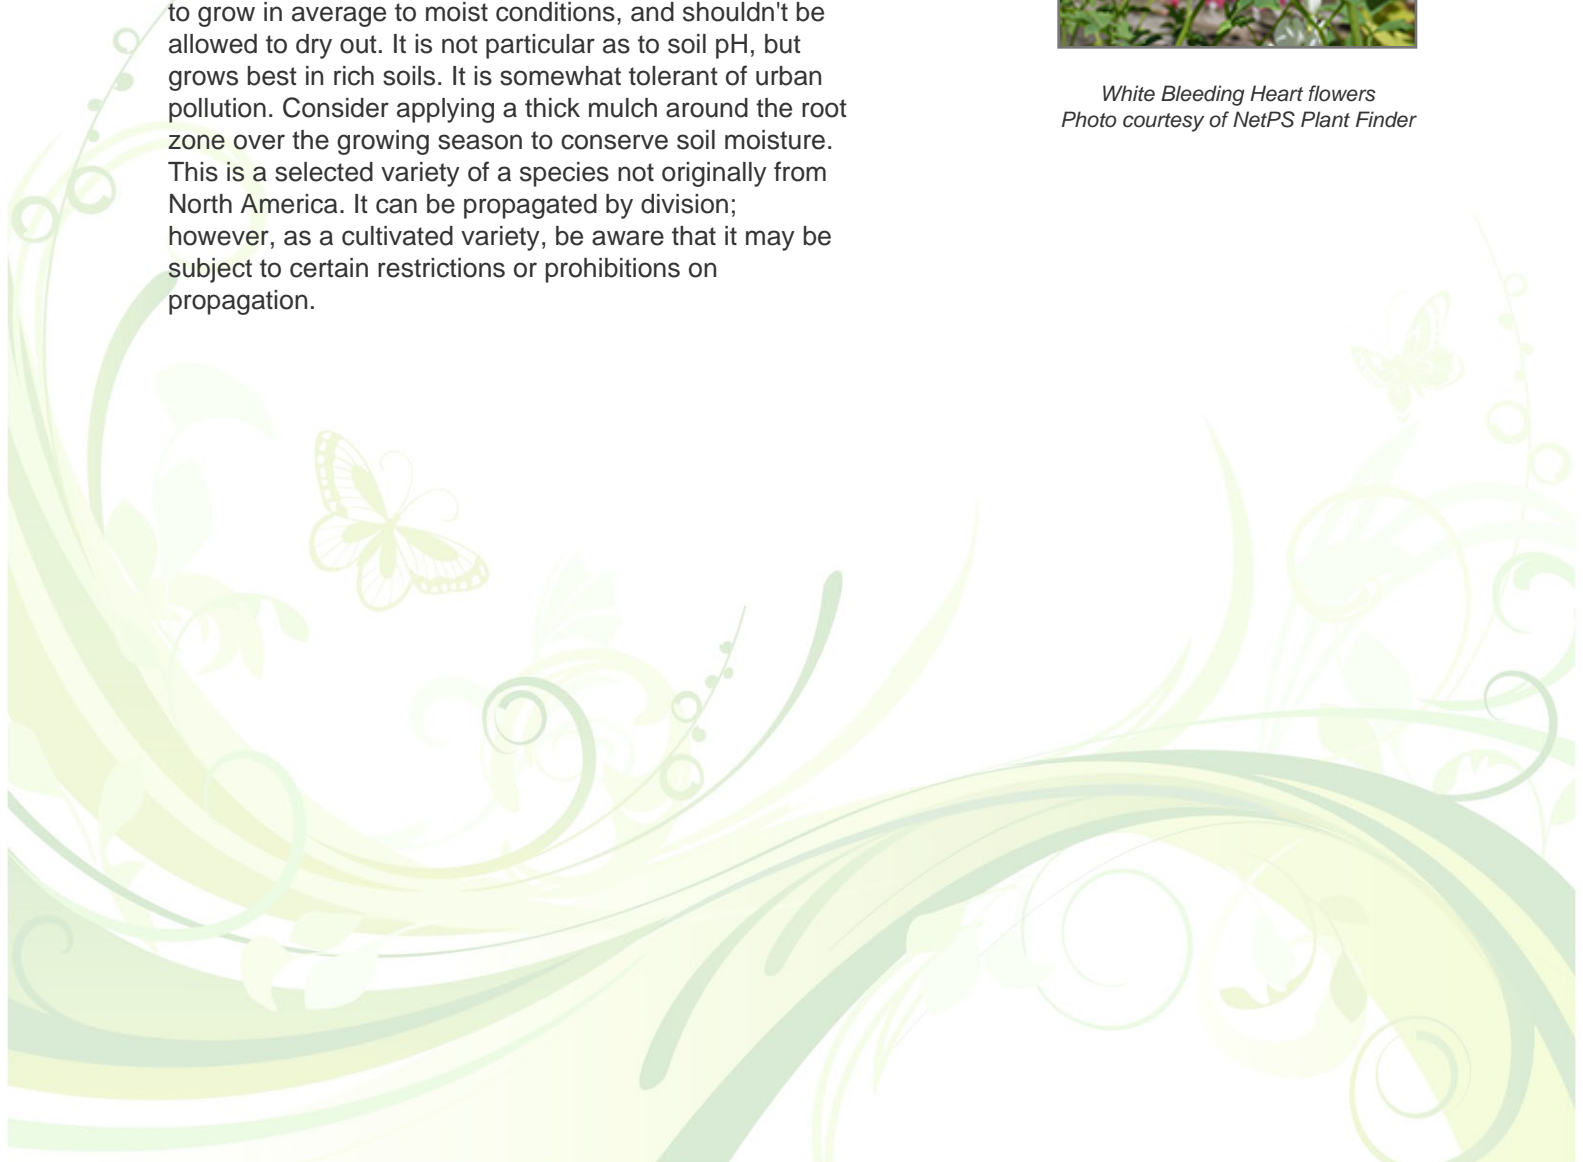 to grow in average to moist conditions, and shouldn't be
allowed to dry out. It is not particular as to soil pH, but
grows best in rich soils. It is somewhat tolerant of urban
pollution. Consider applying a thick mulch around the root
zone over the growing season to conserve soil moisture.
This is a selected variety of a species not originally from
North America. It can be propagated by division;
however, as a cultivated variety, be aware that it may be
subject to certain restrictions or prohibitions on
propagation.
White Bleeding Heart flowers
Photo courtesy of NetPS Plant Finder